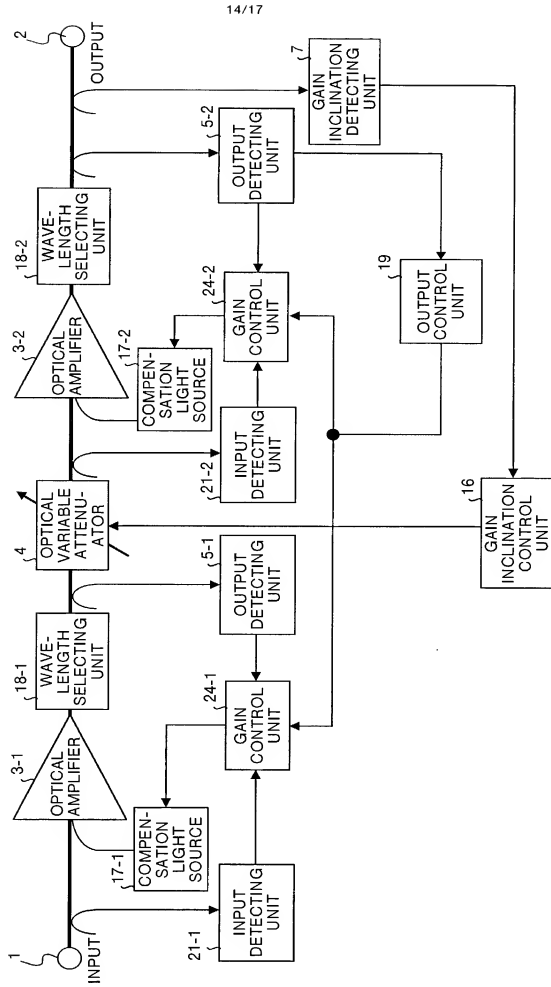 14/17
1
INPUT
3-1
OPTICAL
AMPLIFIER
18-1
WAVE-
LENGTH
SELECTING
UNIT
4
OPTICAL
VARIABLE
ATTENU-
ATOR
3-2
OPTICAL
AMPLIFIER
18-2
WAVE-
LENGTH
SELECTING
UNIT
2
OUTPUT
17-1
COMPEN-
SATION
LIGHT
SOURCE
17-2
COMPEN-
SATION
LIGHT
SOURCE
21-1
INPUT
DETECTING
UNIT
24-1
GAIN
CONTROL
UNIT
5-1
OUTPUT
DETECTING
UNIT
21-2
INPUT
DETECTING
UNIT
24-2
GAIN
CONTROL
UNIT
5-2
OUTPUT
DETECTING
UNIT
7
GAIN
INCLINATION
DETECTING
UNIT
19
OUTPUT
CONTROL
UNIT
16
GAIN
INCLINATION
CONTROL
UNIT